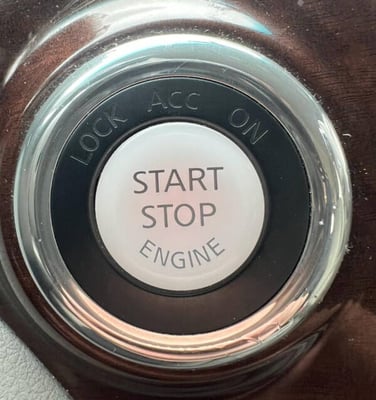 LOCK ACC ON
START
STOP
ENGINE